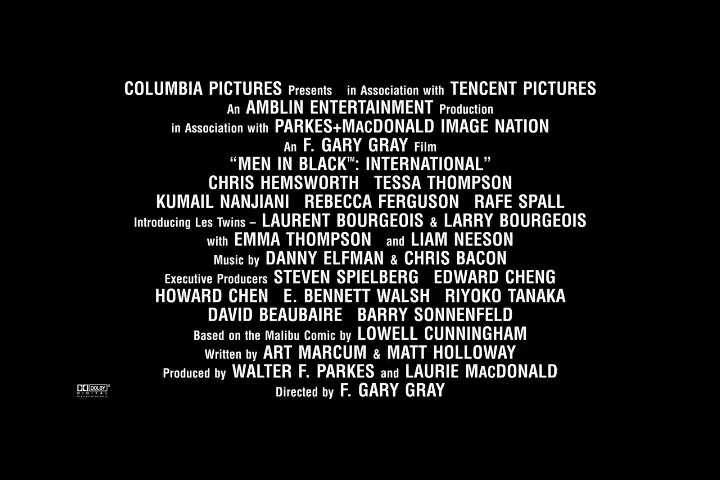 COLUMBIA PICTURES Presents in Association with TENCENT PICTURES
An AMBLIN ENTERTAINMENT Production
in Association with PARKES+MACDONALD IMAGE NATION
An F. GARY GRAY Film
“MEN IN BLACK™: INTERNATIONAL”
CHRIS HEMSWORTH TESSA THOMPSON
KUMAIL NANJIANI REBECCA FERGUSON RAFE SPALL
Introducing Les Twins – LAURENT BOURGEOIS & LARRY BOURGEOIS
with EMMA THOMPSON and LIAM NEESON
Music by DANNY ELFMAN & CHRIS BACON
Executive Producers STEVEN SPIELBERG EDWARD CHENG
HOWARD CHEN E. BENNETT WALSH RIYOKO TANAKA
DAVID BEAUBAIRE BARRY SONNENFELD
Based on the Malibu Comic by LOWELL CUNNINGHAM
Written by ART MARCUM & MATT HOLLOWAY
Produced by WALTER F. PARKES and LAURIE MACDONALD
Directed by F. GARY GRAY
DOLBY
DIGITAL